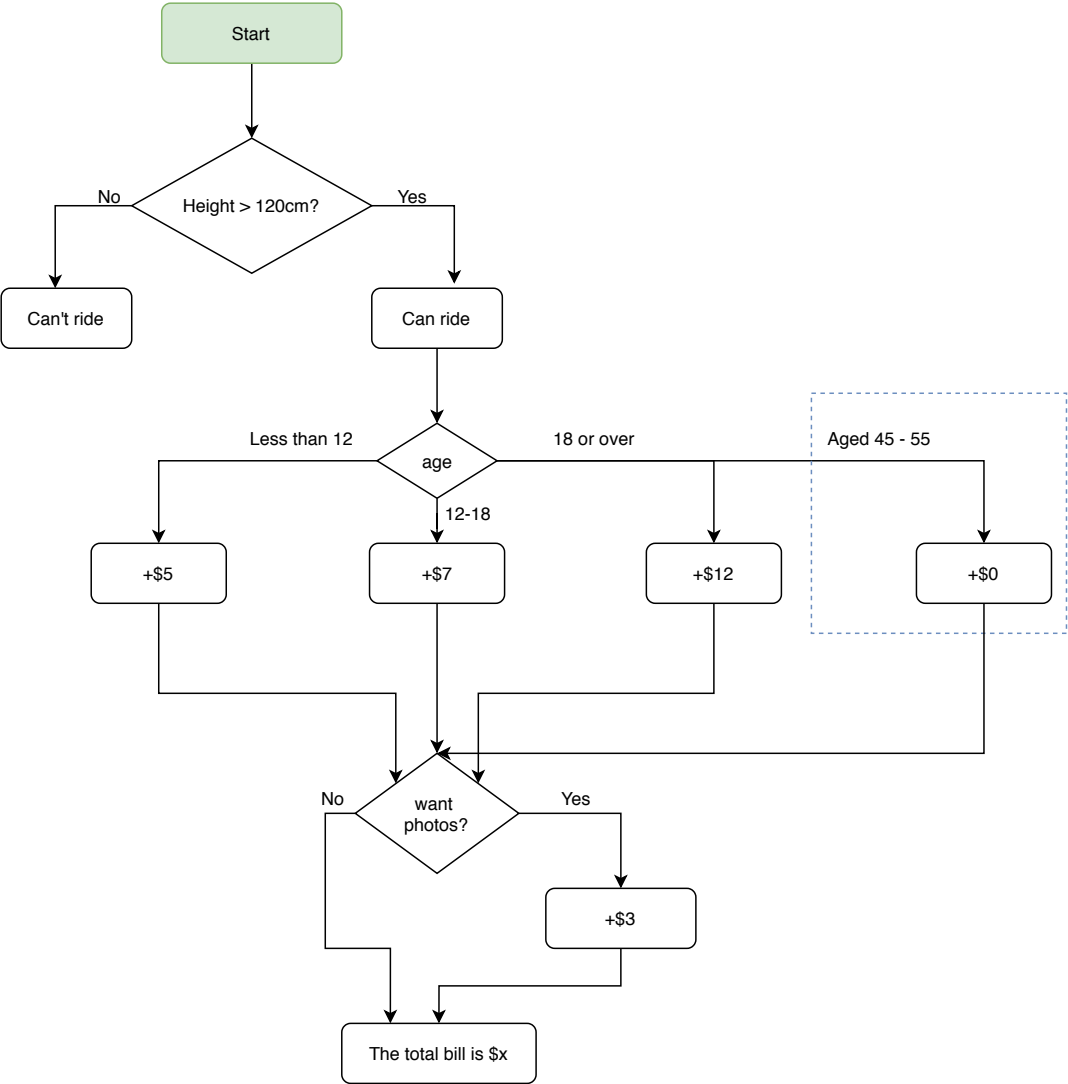 Start
Height > 120cm?
No
Yes
Can't ride
Can ride
Less than 12
age
18 or over
Aged 45 - 55
12-18
+$5
+$7
+$12
+$0
want
photos?
No
Yes
+$3
The total bill is $x